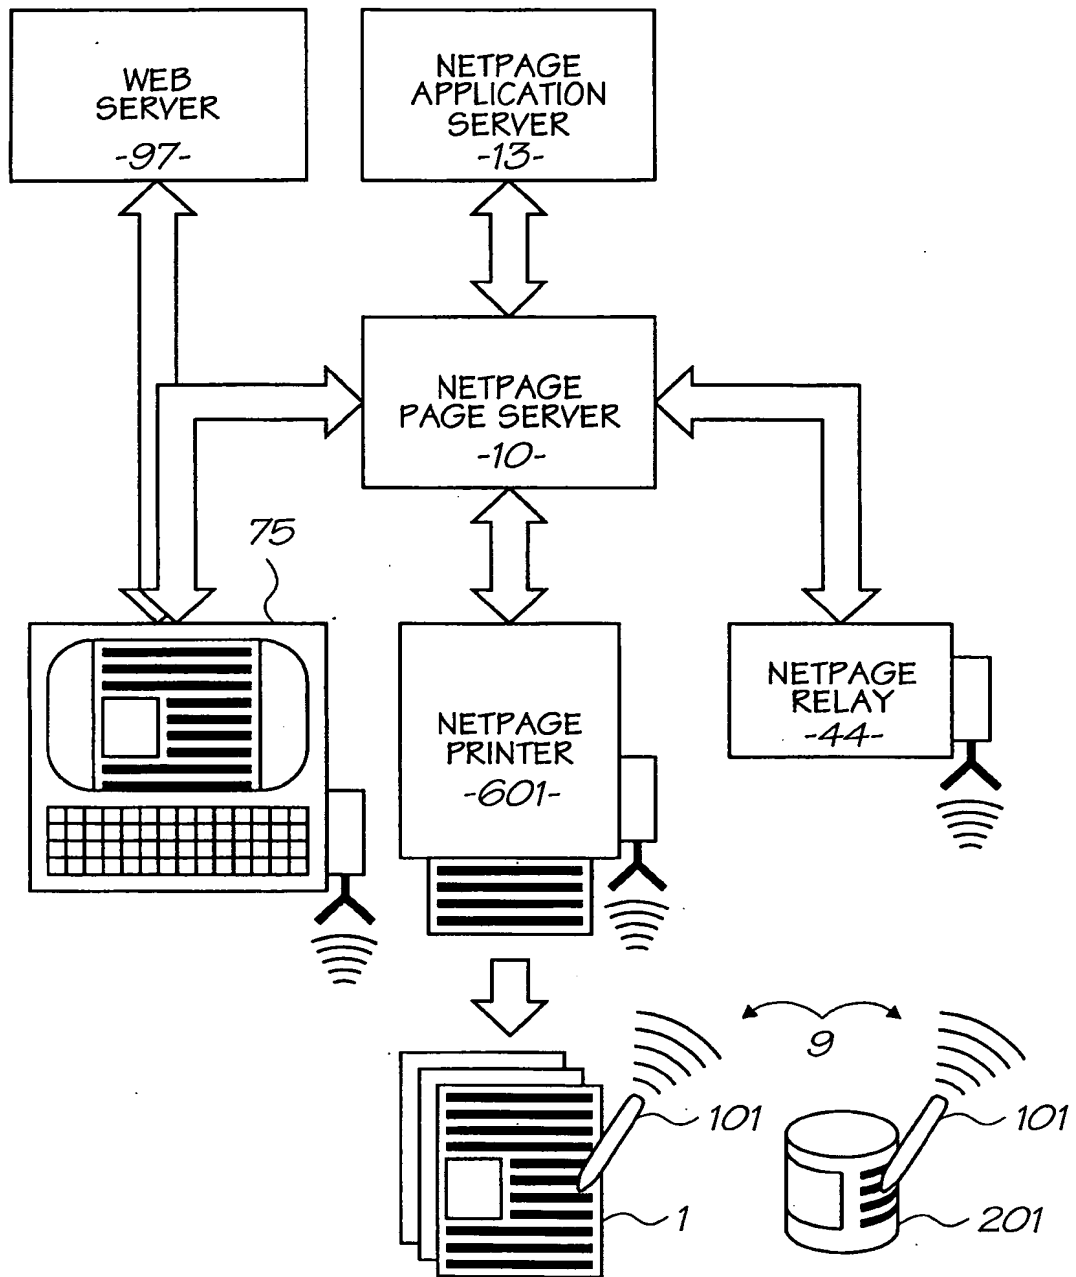 WEB
SERVER
-97-
NETPAGE
APPLICATION
SERVER
-13-
NETPAGE
PAGE SERVER
-10-
75
NETPAGE
PRINTER
-601-
NETPAGE
RELAY
-44-
9
101
101
1
201